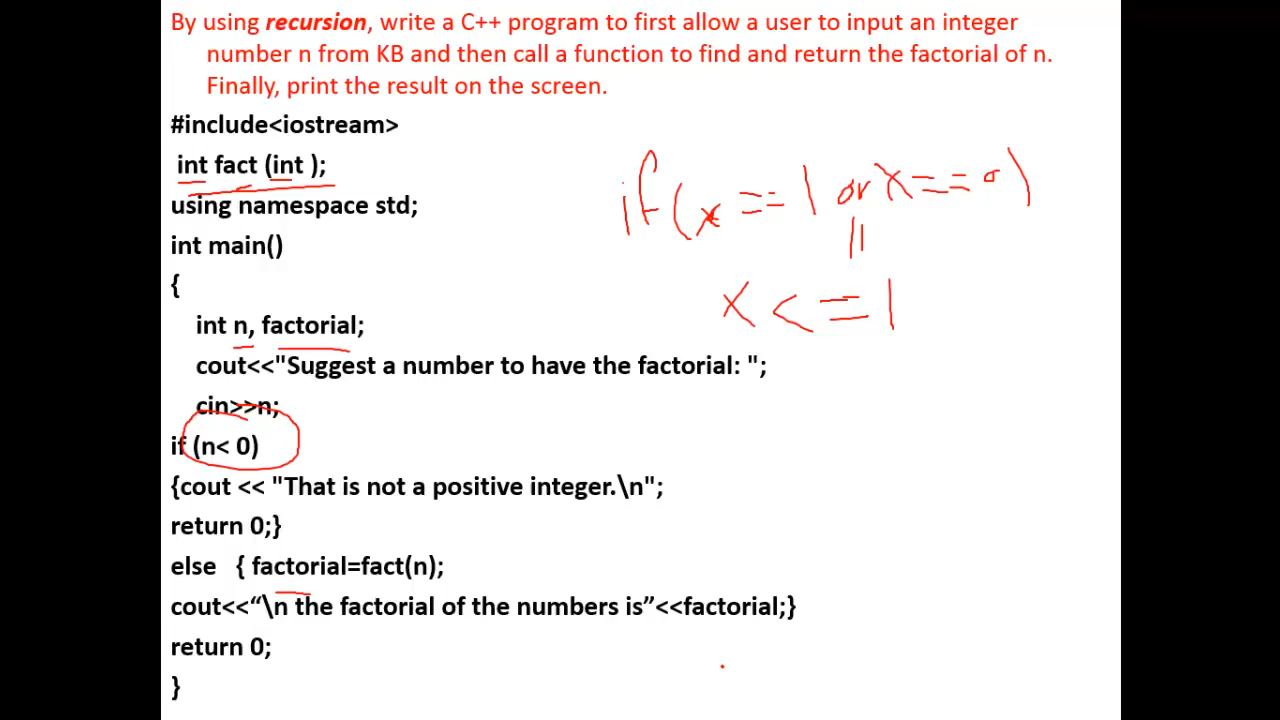 By using recursion, write a C++ program to first allow a user to input an integer
number n from KB and then call a function to find and return the factorial of n.
Finally, print the result on the screen.
#include<iostream>
int fact (int );
using namespace std;
int main()
{
int n, factorial;
cout<<"Suggest a number to have the factorial: ";
cin>>n;
if (n< 0)
{cout << "That is not a positive integer.\n";
return 0;}
else { factorial=fact(n);
cout<<“\n the factorial of the numbers is”<<factorial;}
return 0;
}
if (x == 1 or x == 0)
||
x <= 1